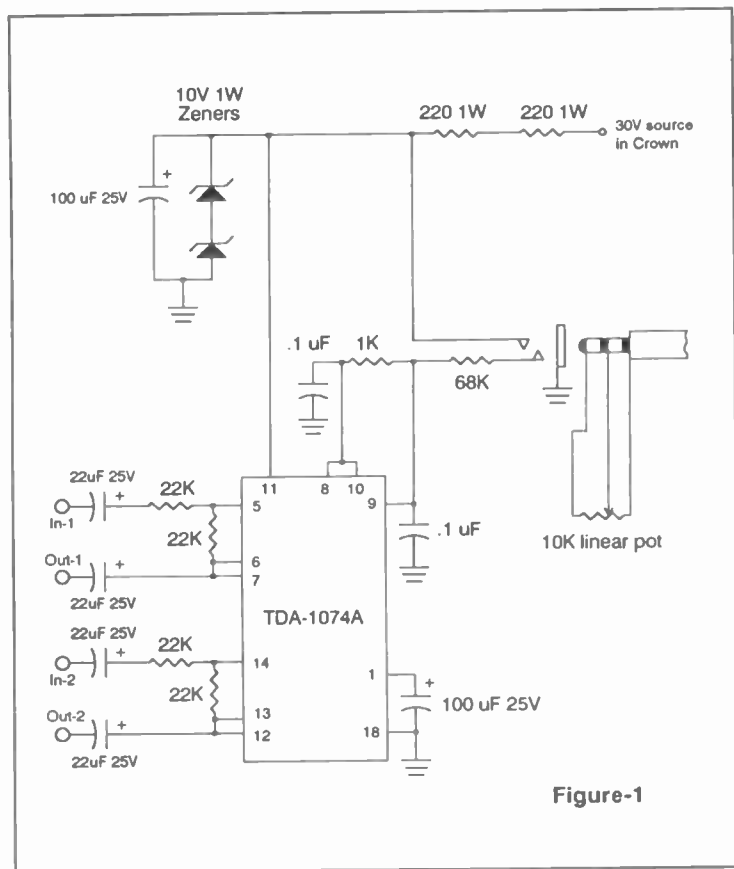 10V 1W
Zeners
220 1W
220 1W
30V source
in Crown
+
100 uF 25V
.1 uF
1K
68K
22uF 25V
+
22K
In-1
22K
Out-1
+
22uF 25V
11
8
10
5
9
6
7
.1 uF
10K linear pot
TDA-1074A
22uF 25V
+
22K
In-2
22K
Out-2
+
22uF 25V
14
13
12
1
18
+
100 uF 25V
Figure-1